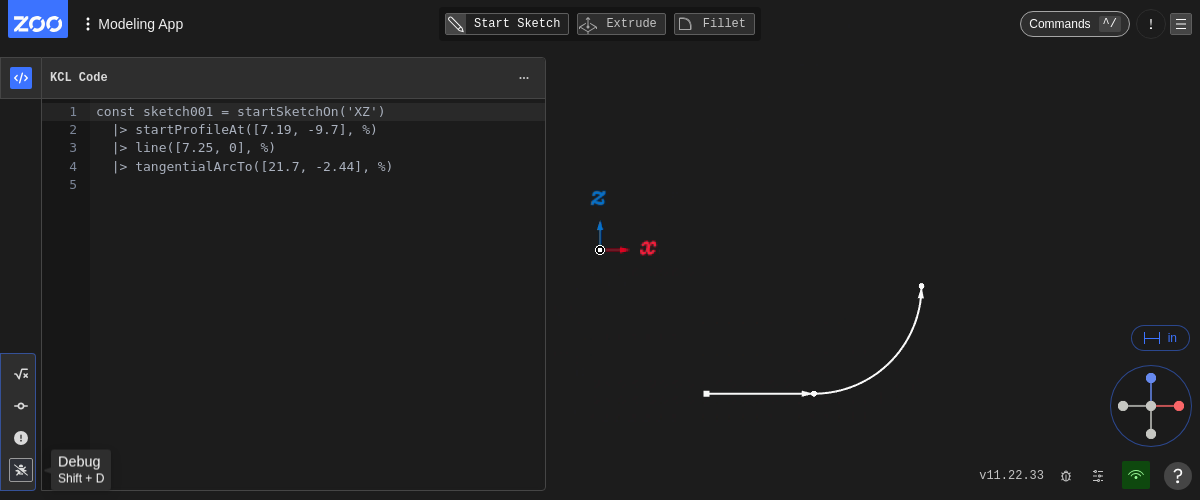 ZOO
Modeling App
Start Sketch
Extrude
Fillet
Commands ^/
!
KCL Code
...
1 const sketch001 = startSketchOn('XZ')
2 |> startProfileAt([7.19, -9.7], %)
3 |> line([7.25, 0], %)
4 |> tangentialArcTo([21.7, -2.44], %)
5
z
x
in
Debug
Shift + D
v11.22.33
?